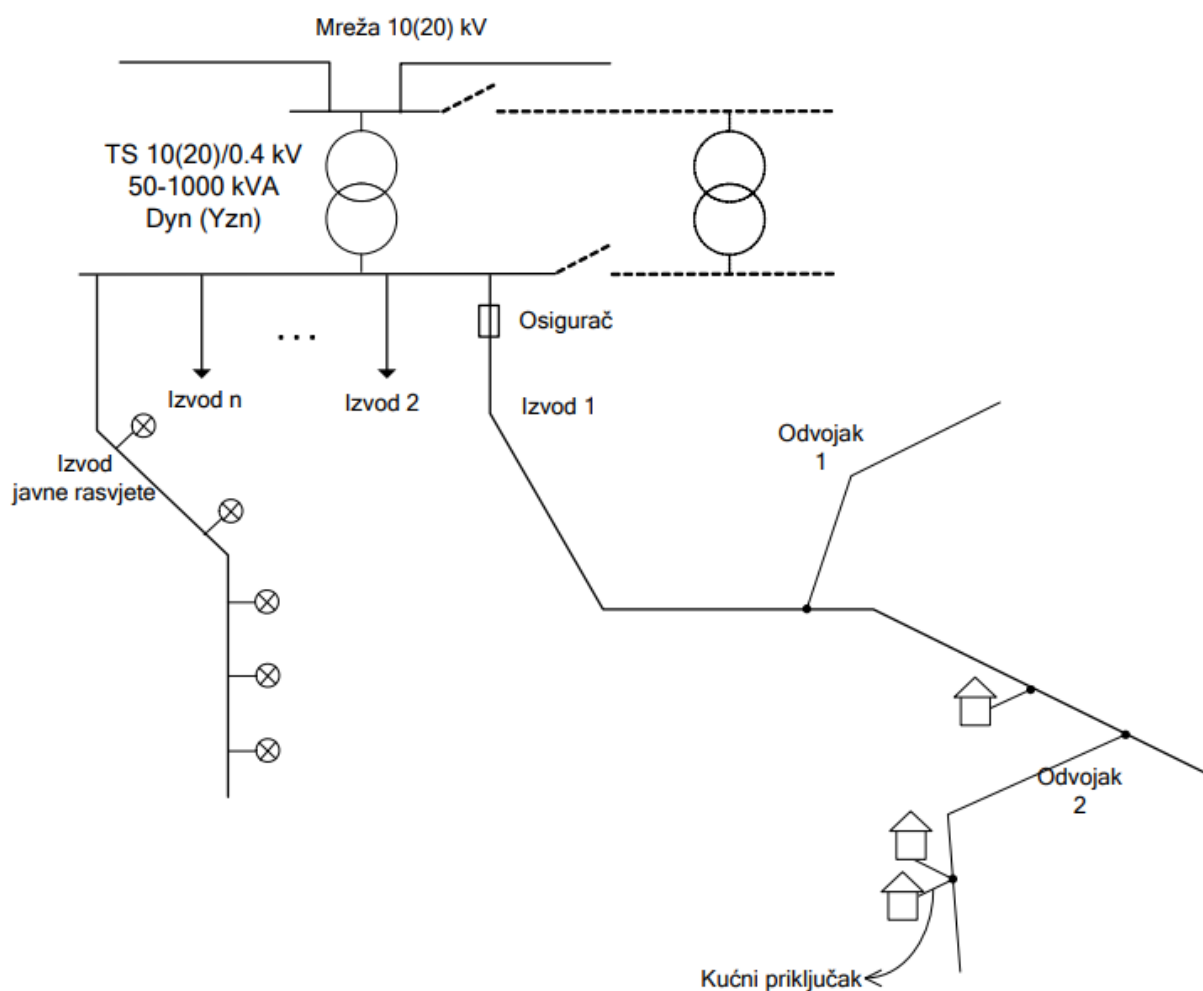 Mreža 10(20) kV
TS 10(20)/0.4 kV
50-1000 kVA
Dyn (Yzn)
Osigurač
Izvod n
Izvod 2
Izvod 1
Odvojak
1
Izvod
javne rasvjete
Odvojak
2
Kućni priključak